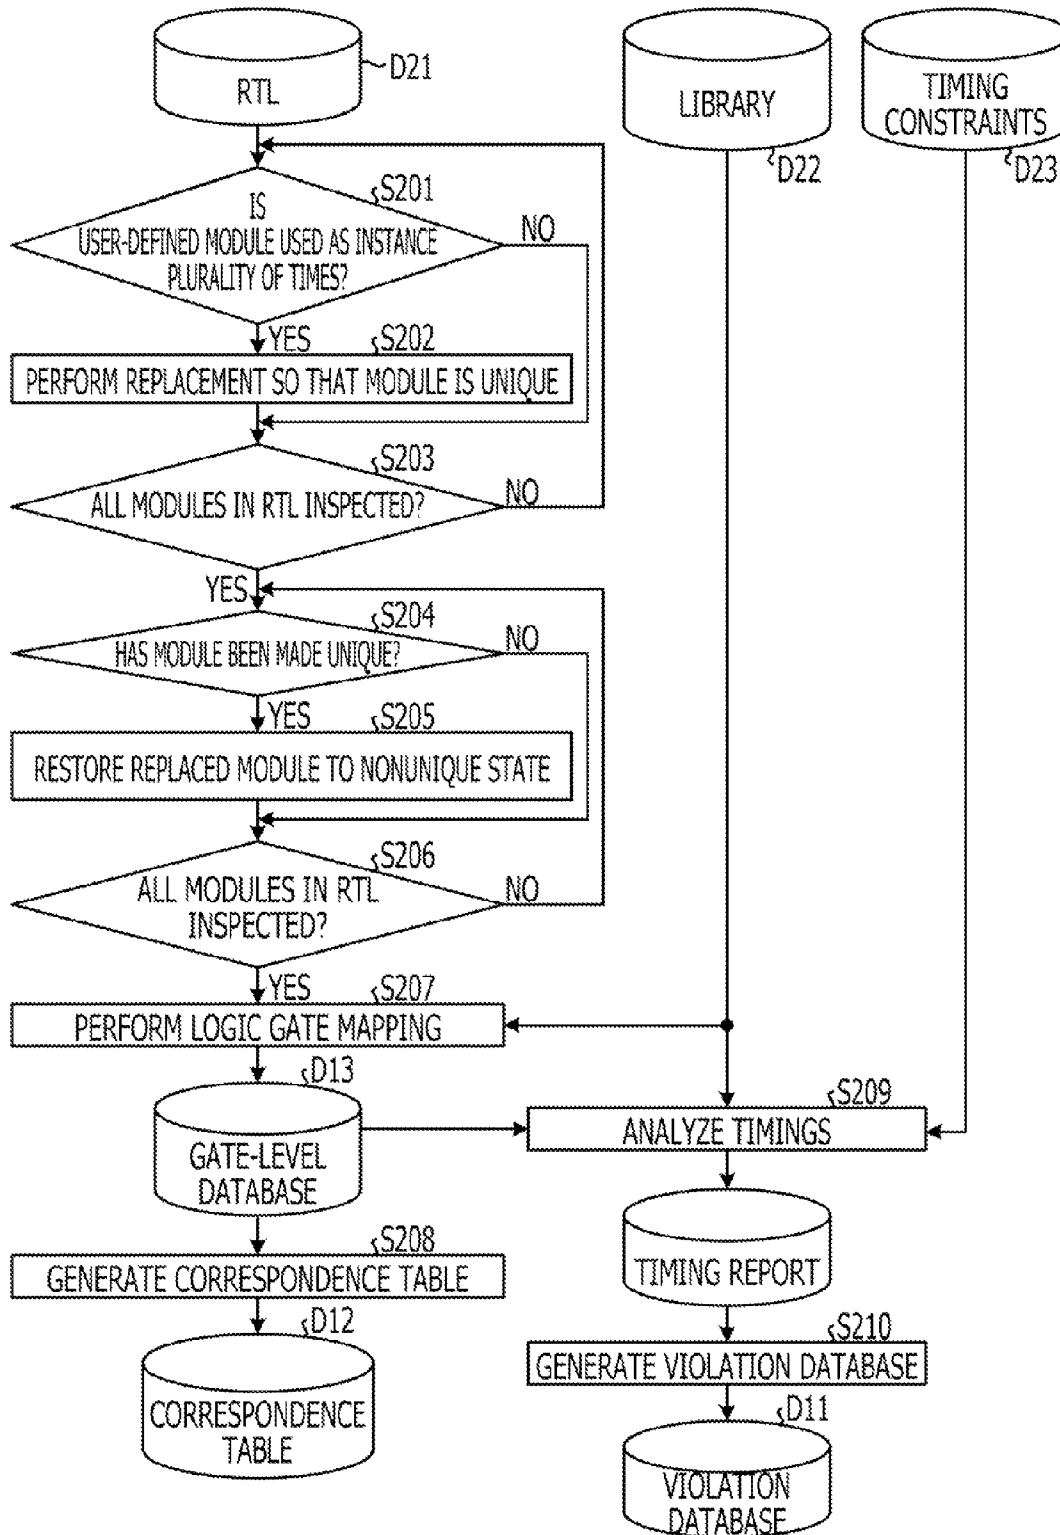 RTL
D21
LIBRARY
D22
TIMING
CONSTRAINTS
D23
S201
IS
USER-DEFINED MODULE USED AS INSTANCE
PLURALITY OF TIMES?
NO
YES
S202
PERFORM REPLACEMENT SO THAT MODULE IS UNIQUE
S203
ALL MODULES IN RTL INSPECTED?
NO
YES
S204
HAS MODULE BEEN MADE UNIQUE?
NO
YES
S205
RESTORE REPLACED MODULE TO NONUNIQUE STATE
S206
ALL MODULES IN RTL
INSPECTED?
NO
YES
S207
PERFORM LOGIC GATE MAPPING
D13
GATE-LEVEL
DATABASE
S209
ANALYZE TIMINGS
S208
GENERATE CORRESPONDENCE TABLE
TIMING REPORT
D12
CORRESPONDENCE
TABLE
S210
GENERATE VIOLATION DATABASE
D11
VIOLATION
DATABASE